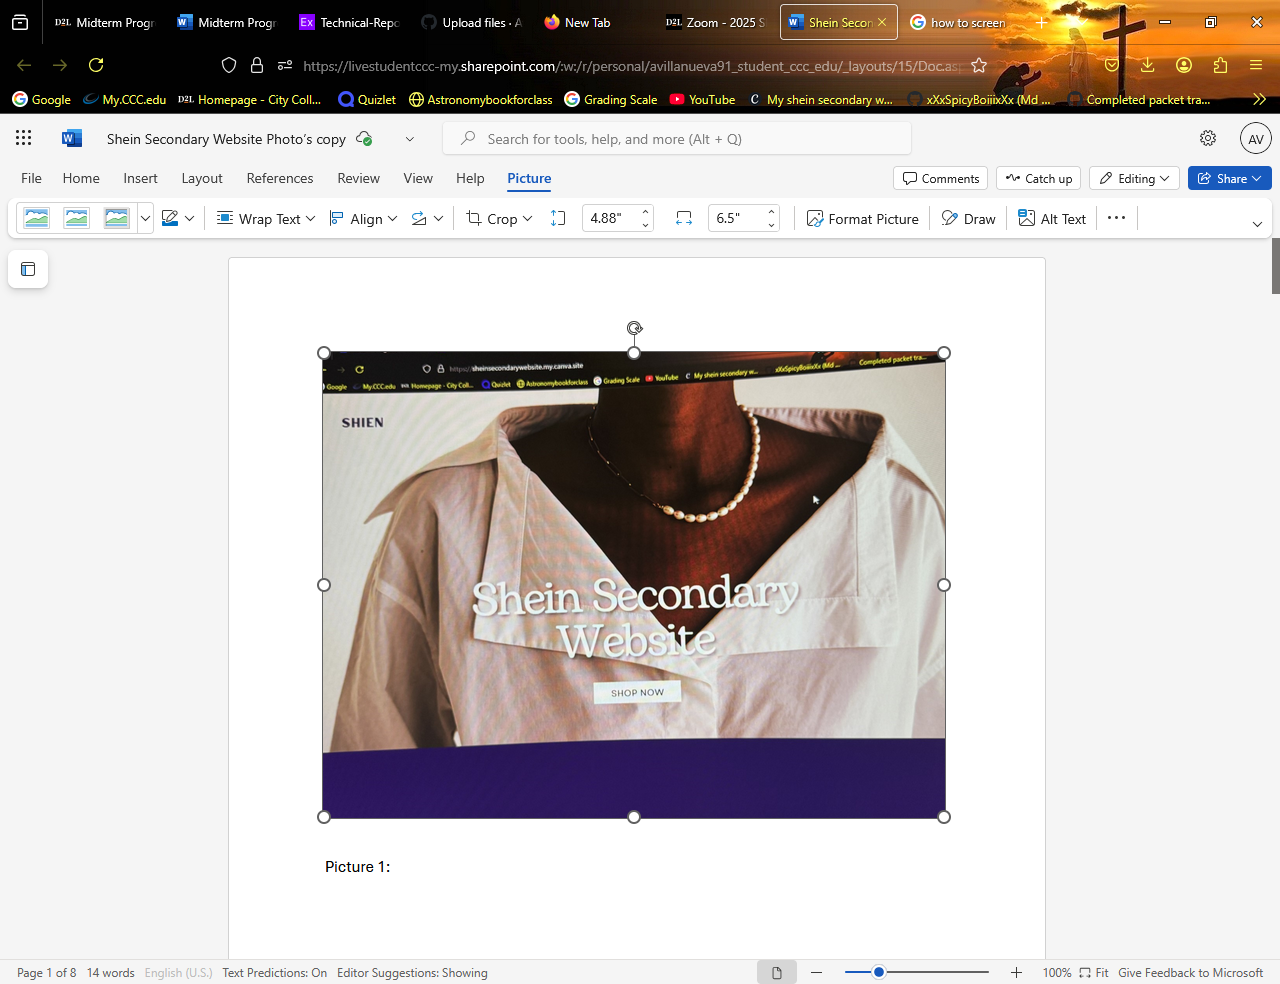 Midterm Progr
Midterm Progr
Ex
Technical-Repo
Upload files · A
New Tab
D2L
Zoom - 2025 S
Shein Secon
how to screen
https://livestudentccc-my.sharepoint.com/:w:/r/personal/avillanueva91_student_ccc_edu/_layouts/15/Doc.asp
Google My.CCC.edu D2L Homepage - City Coll... Quizlet Astronomybookforclass Grading Scale YouTube My shein secondary w... xXxSpicyBoiiixXx (Md ... Completed packet tra...
Shein Secondary Website Photo's copy
Search for tools, help, and more (Alt + Q)
AV
File Home Insert Layout References Review View Help Picture
Comments Catch up Editing Share
Wrap Text Align Crop 4.88" 6.5" Format Picture Draw Alt Text
https://sheinsecondarywebsite.my.canva.site
Google My.CCC.edu Homepage - City Coll... Quizlet Astronomybookforclass Grading Scale YouTube My shein secondary w... xXxSpicyBoiiixXx (Md ... Completed packet tra...
SHIEN
Shein Secondary
Website
SHOP NOW
Picture 1:
Page 1 of 8 14 words English (U.S.) Text Predictions: On Editor Suggestions: Showing
100% Fit Give Feedback to Microsoft